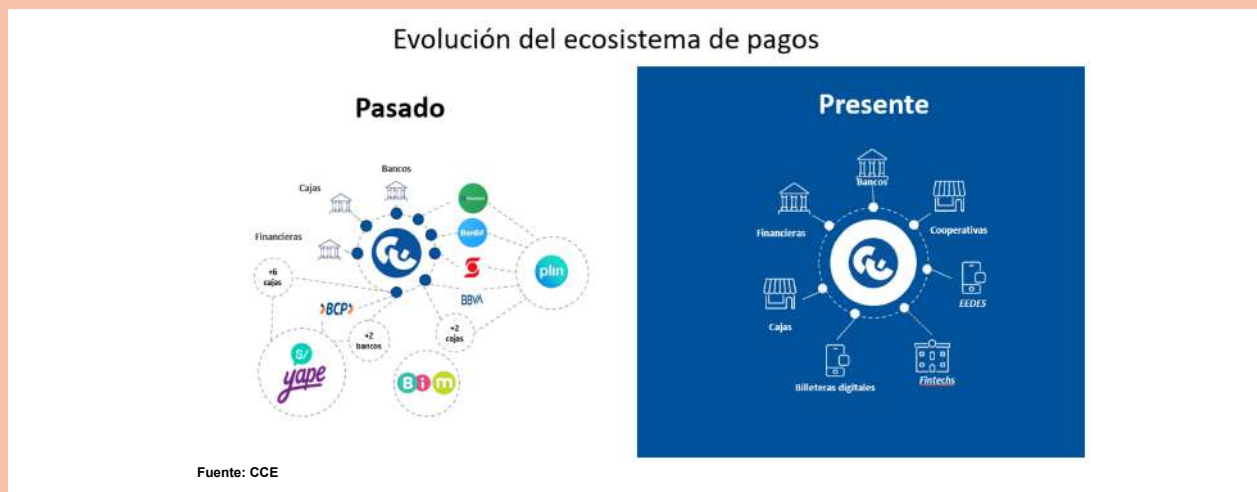 Evolución del ecosistema de pagos
Pasado
Bancos
Cajas
Financieras
+6
cajas
BCP
+2
bancos
BanBif
BBVA
plin
+2
cajas
S/
yape
Bim
Presente
Bancos
Financieras
Cooperativas
EEDES
Cajas
Billeteras digitales
Fintechs
Fuente: CCE